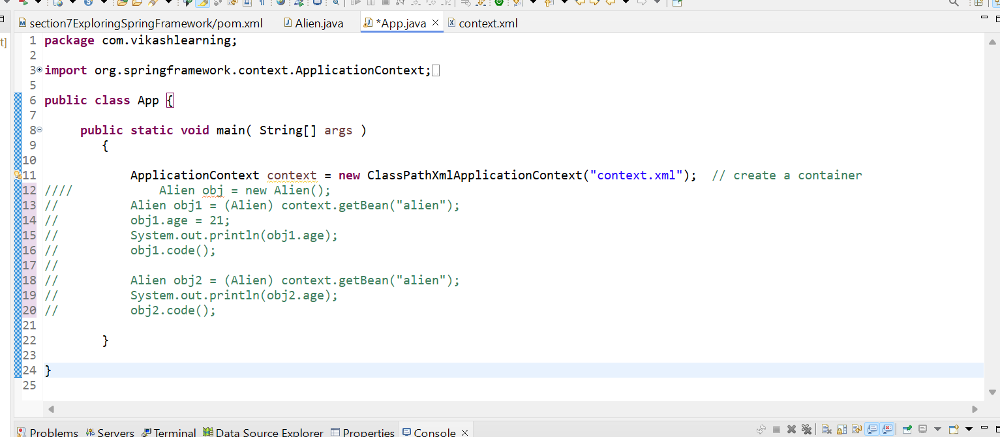 section7ExploringSpringFramework/pom.xml Alien.java *App.java context.xml
t]
1 package com.vikashlearning;
2
3 import org.springframework.context.ApplicationContext;
5
6 public class App {
7
8 public static void main( String[] args )
9 {
10
11 ApplicationContext context = new ClassPathXmlApplicationContext("context.xml"); // create a container
12 //// Alien obj = new Alien();
13 // Alien obj1 = (Alien) context.getBean("alien");
14 // obj1.age = 21;
15 // System.out.println(obj1.age);
16 // obj1.code();
17 //
18 // Alien obj2 = (Alien) context.getBean("alien");
19 // System.out.println(obj2.age);
20 // obj2.code();
21
22 }
23
24 }
25
Problems Servers Terminal Data Source Explorer Properties Console